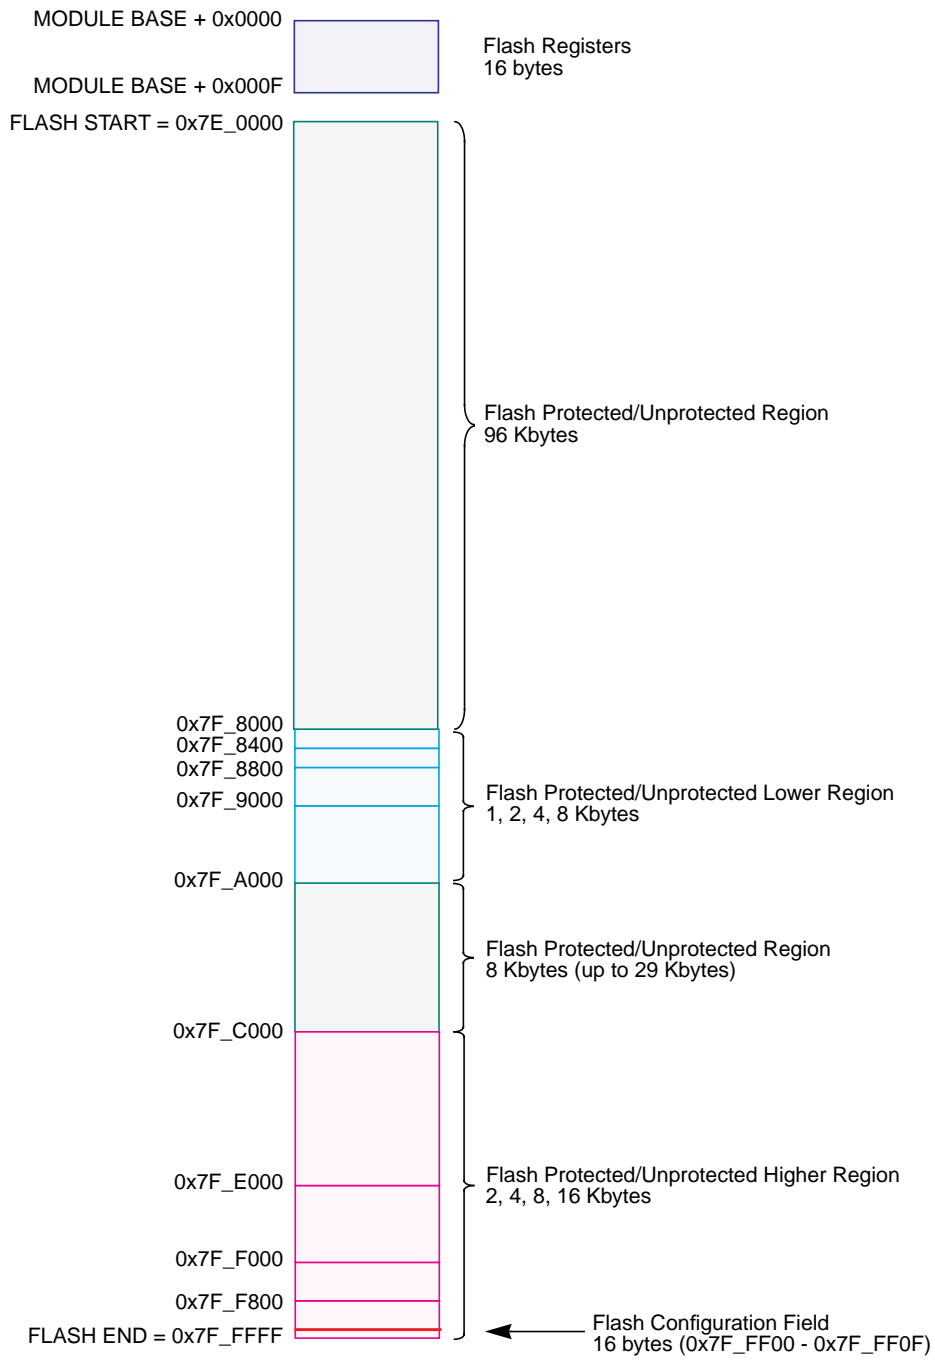 MODULE BASE + 0x0000
Flash Registers
16 bytes
MODULE BASE + 0x000F
FLASH START = 0x7E_0000
Flash Protected/Unprotected Region
96 Kbytes
0x7F_8000
0x7F_8400
0x7F_8800
0x7F_9000
Flash Protected/Unprotected Lower Region
1, 2, 4, 8 Kbytes
0x7F_A000
Flash Protected/Unprotected Region
8 Kbytes (up to 29 Kbytes)
0x7F_C000
0x7F_E000
Flash Protected/Unprotected Higher Region
2, 4, 8, 16 Kbytes
0x7F_F000
0x7F_F800
FLASH END = 0x7F_FFFF
Flash Configuration Field
16 bytes (0x7F_FF00 - 0x7F_FF0F)